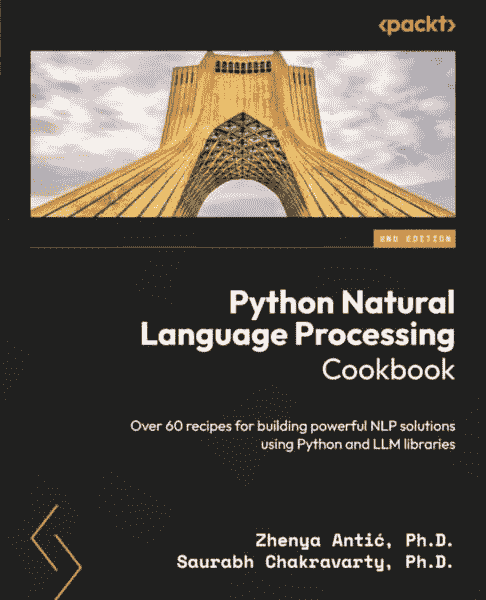 <packt>
2ND EDITION
Python Natural
Language Processing
Cookbook
Over 60 recipes for building powerful NLP solutions
using Python and LLM libraries
Zhenya Antić, Ph.D.
Saurabh Chakravarty, Ph.D.